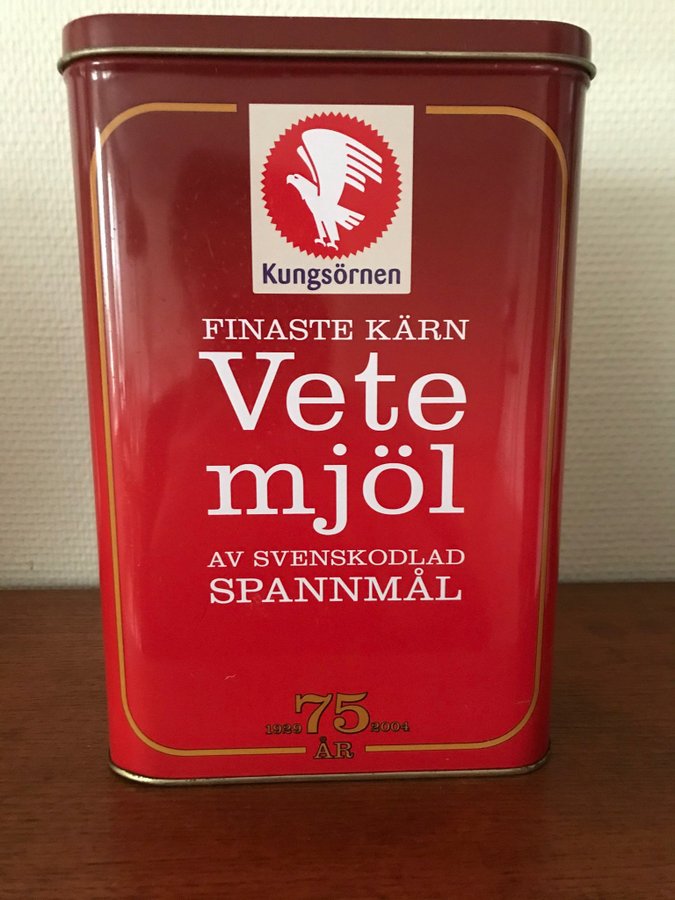 Kungsörnen
FINASTE KÄRN
Vete
mjöl
AV SVENSKODLAD
SPANNMÅL
1929 75 2004
ÅR